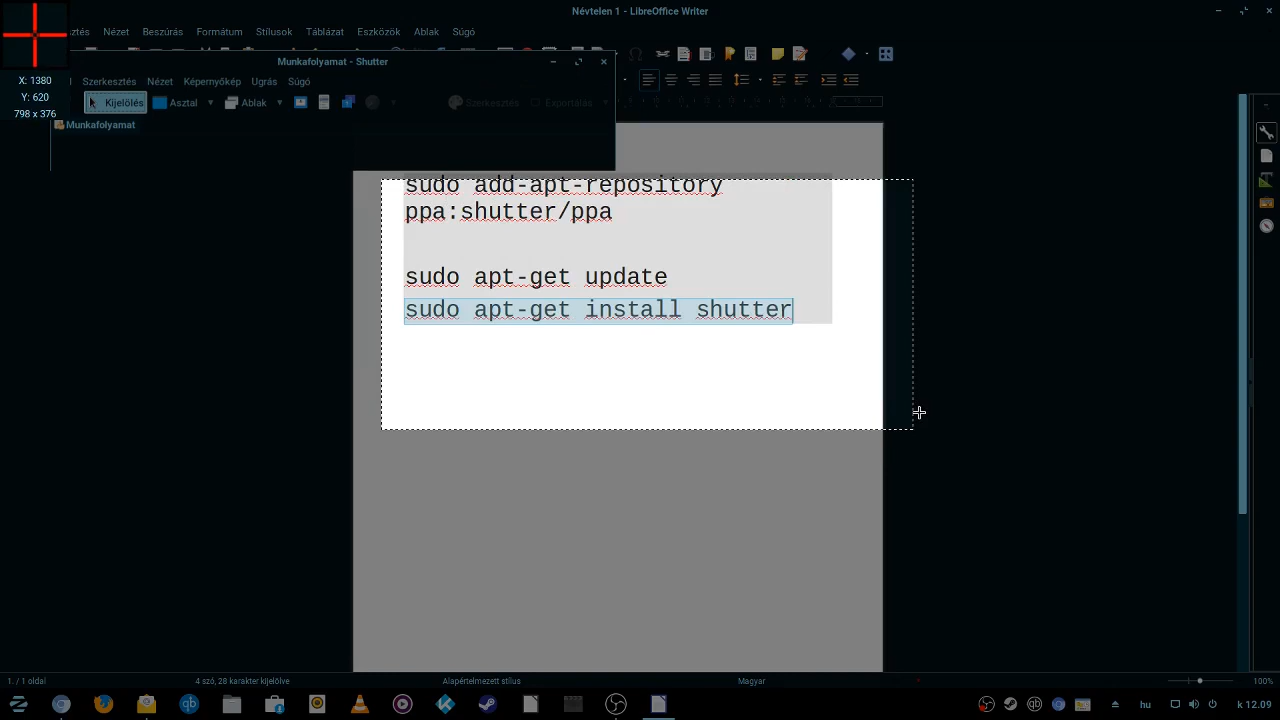 Névtelen 1 - LibreOffice Writer
Nézet Beszúrás Formátum Stílusok Táblázat Eszközök Ablak Súgó
X: 1380
Y: 620
798 x 376
Munkafolyamat - Shutter
Szerkesztés Nézet Képernyőkép Ugrás Súgó
Kijelölés Asztal Ablak Szerkesztés Exportálás
Munkafolyamat
sudo add-apt-repository
ppa:shutter/ppa
sudo apt-get update
sudo apt-get install shutter
1. / 1 oldal 4 szó, 28 karakter kijelölve Alapértelmezett stílus Magyar 100%
hu k 12.09